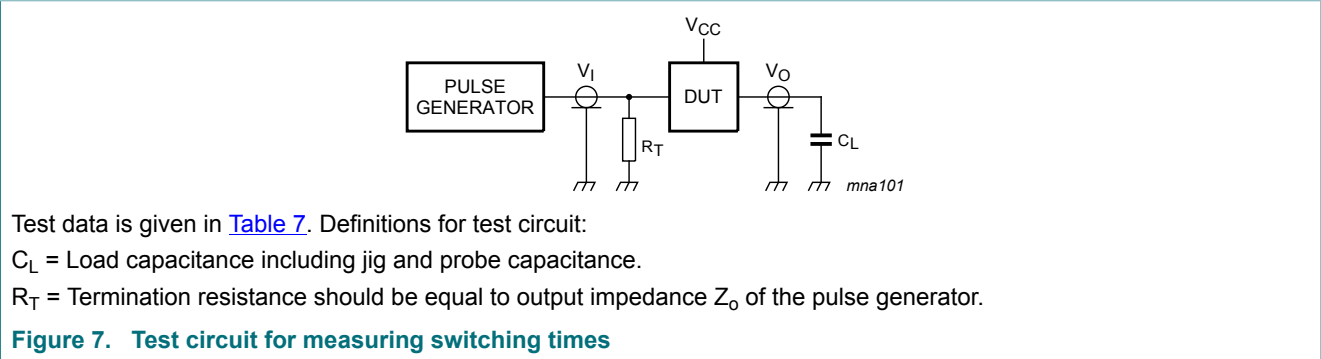 VCC
PULSE
GENERATOR
VI
DUT
VO
RT
CL
mna101
Test data is given in Table 7. Definitions for test circuit:
CL = Load capacitance including jig and probe capacitance.
RT = Termination resistance should be equal to output impedance Zo of the pulse generator.
Figure 7. Test circuit for measuring switching times